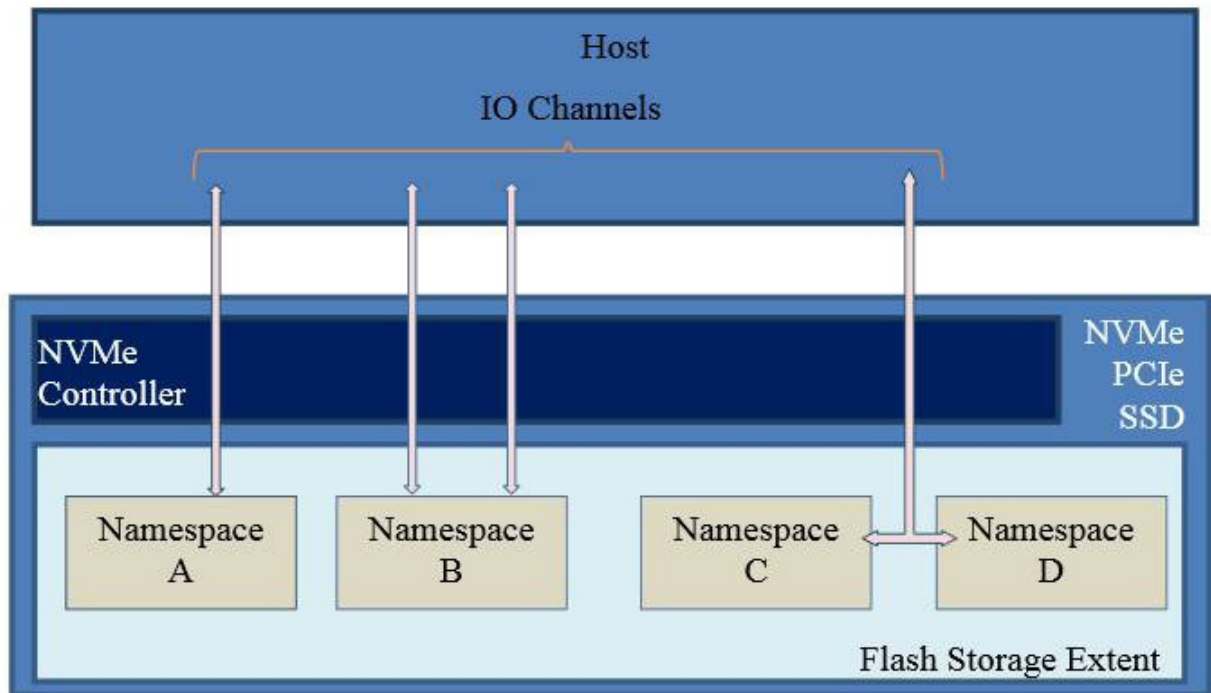 Host
IO Channels
NVMe
Controller
NVMe
PCIe
SSD
Namespace
A
Namespace
B
Namespace
C
Namespace
D
Flash Storage Extent